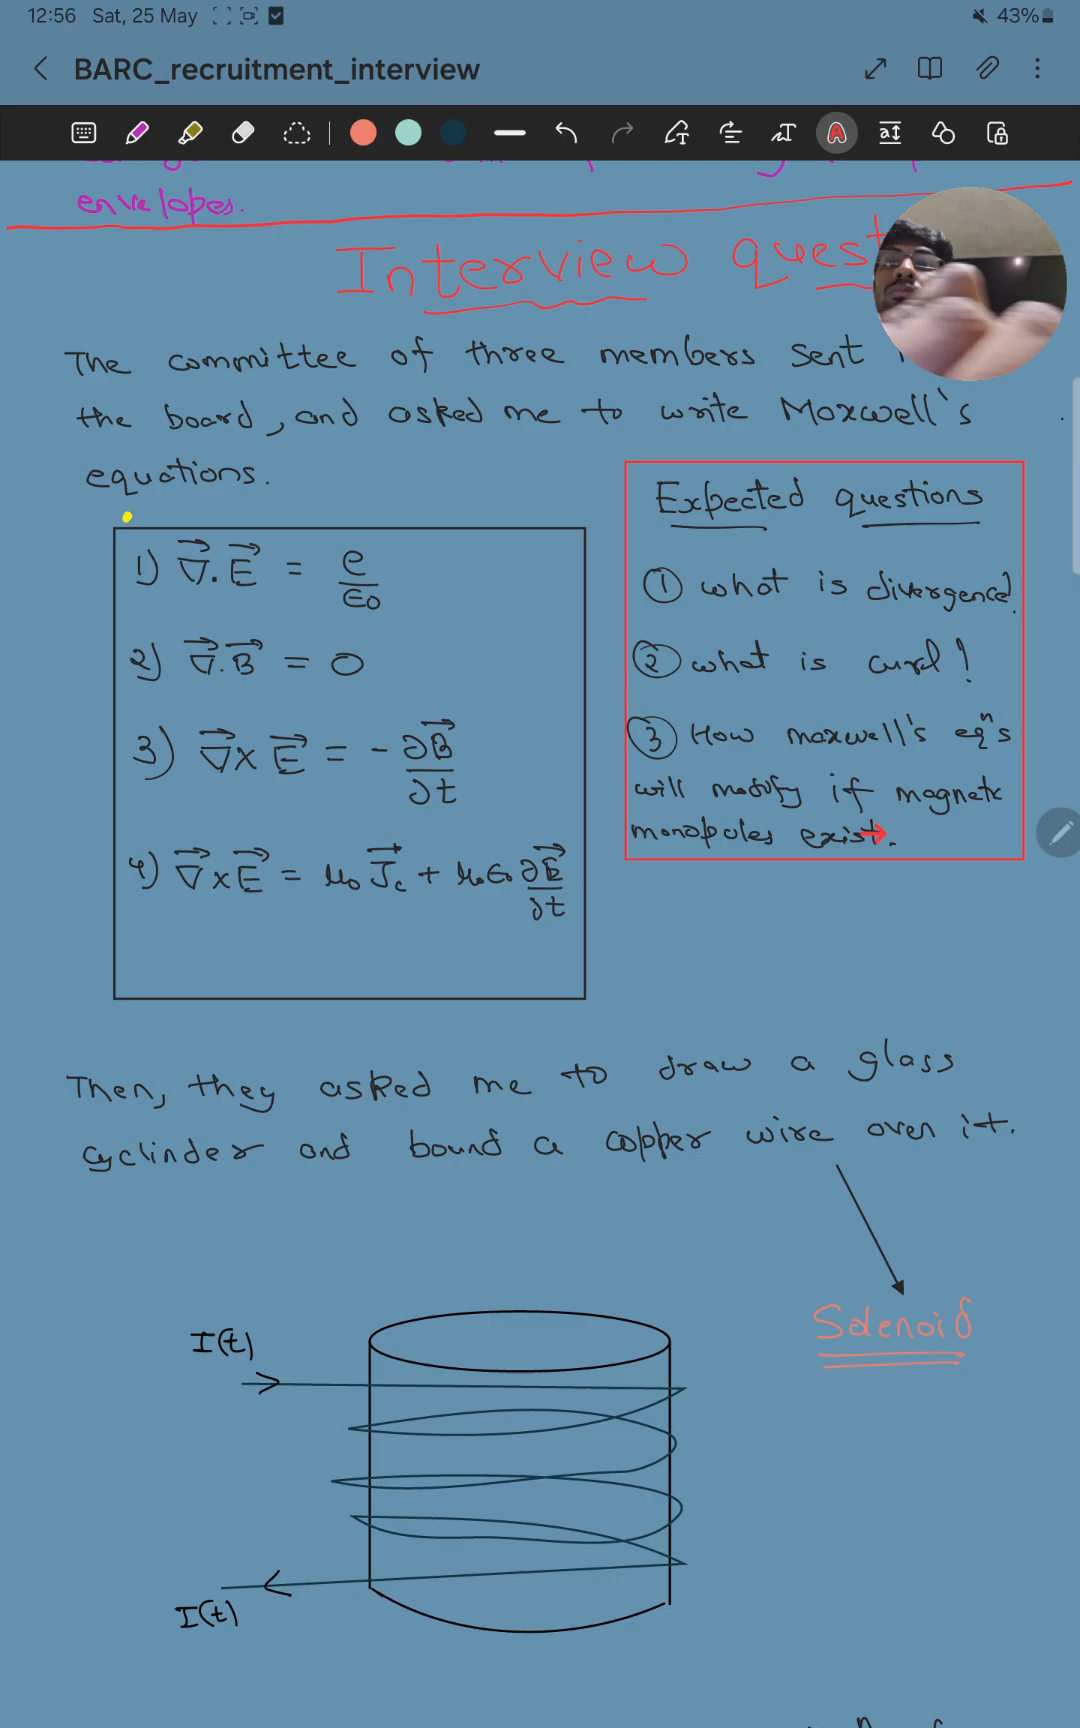 12:56 Sat, 25 May 43%
BARC_recruitment_interview
envelopes.
Interview quest
The committee of three members sent
the board, and asked me to write Moxwell's
equations.
1) ∇⃗.E⃗ = ρ/ε₀
2) ∇⃗.B⃗ = 0
3) ∇⃗×E⃗ = -∂B⃗/∂t
4) ∇⃗×E⃗ = μ₀J⃗c + μ₀ε₀∂E⃗/∂t
Expected questions
① what is divergence?
② what is curl?
③ How maxwell's eqⁿs
will modify if magnetic
monopoles exist.
Then, they asked me to draw a glass
cyclinder and bound a copper wire over it.
Solenoid
I(t)
I(t)